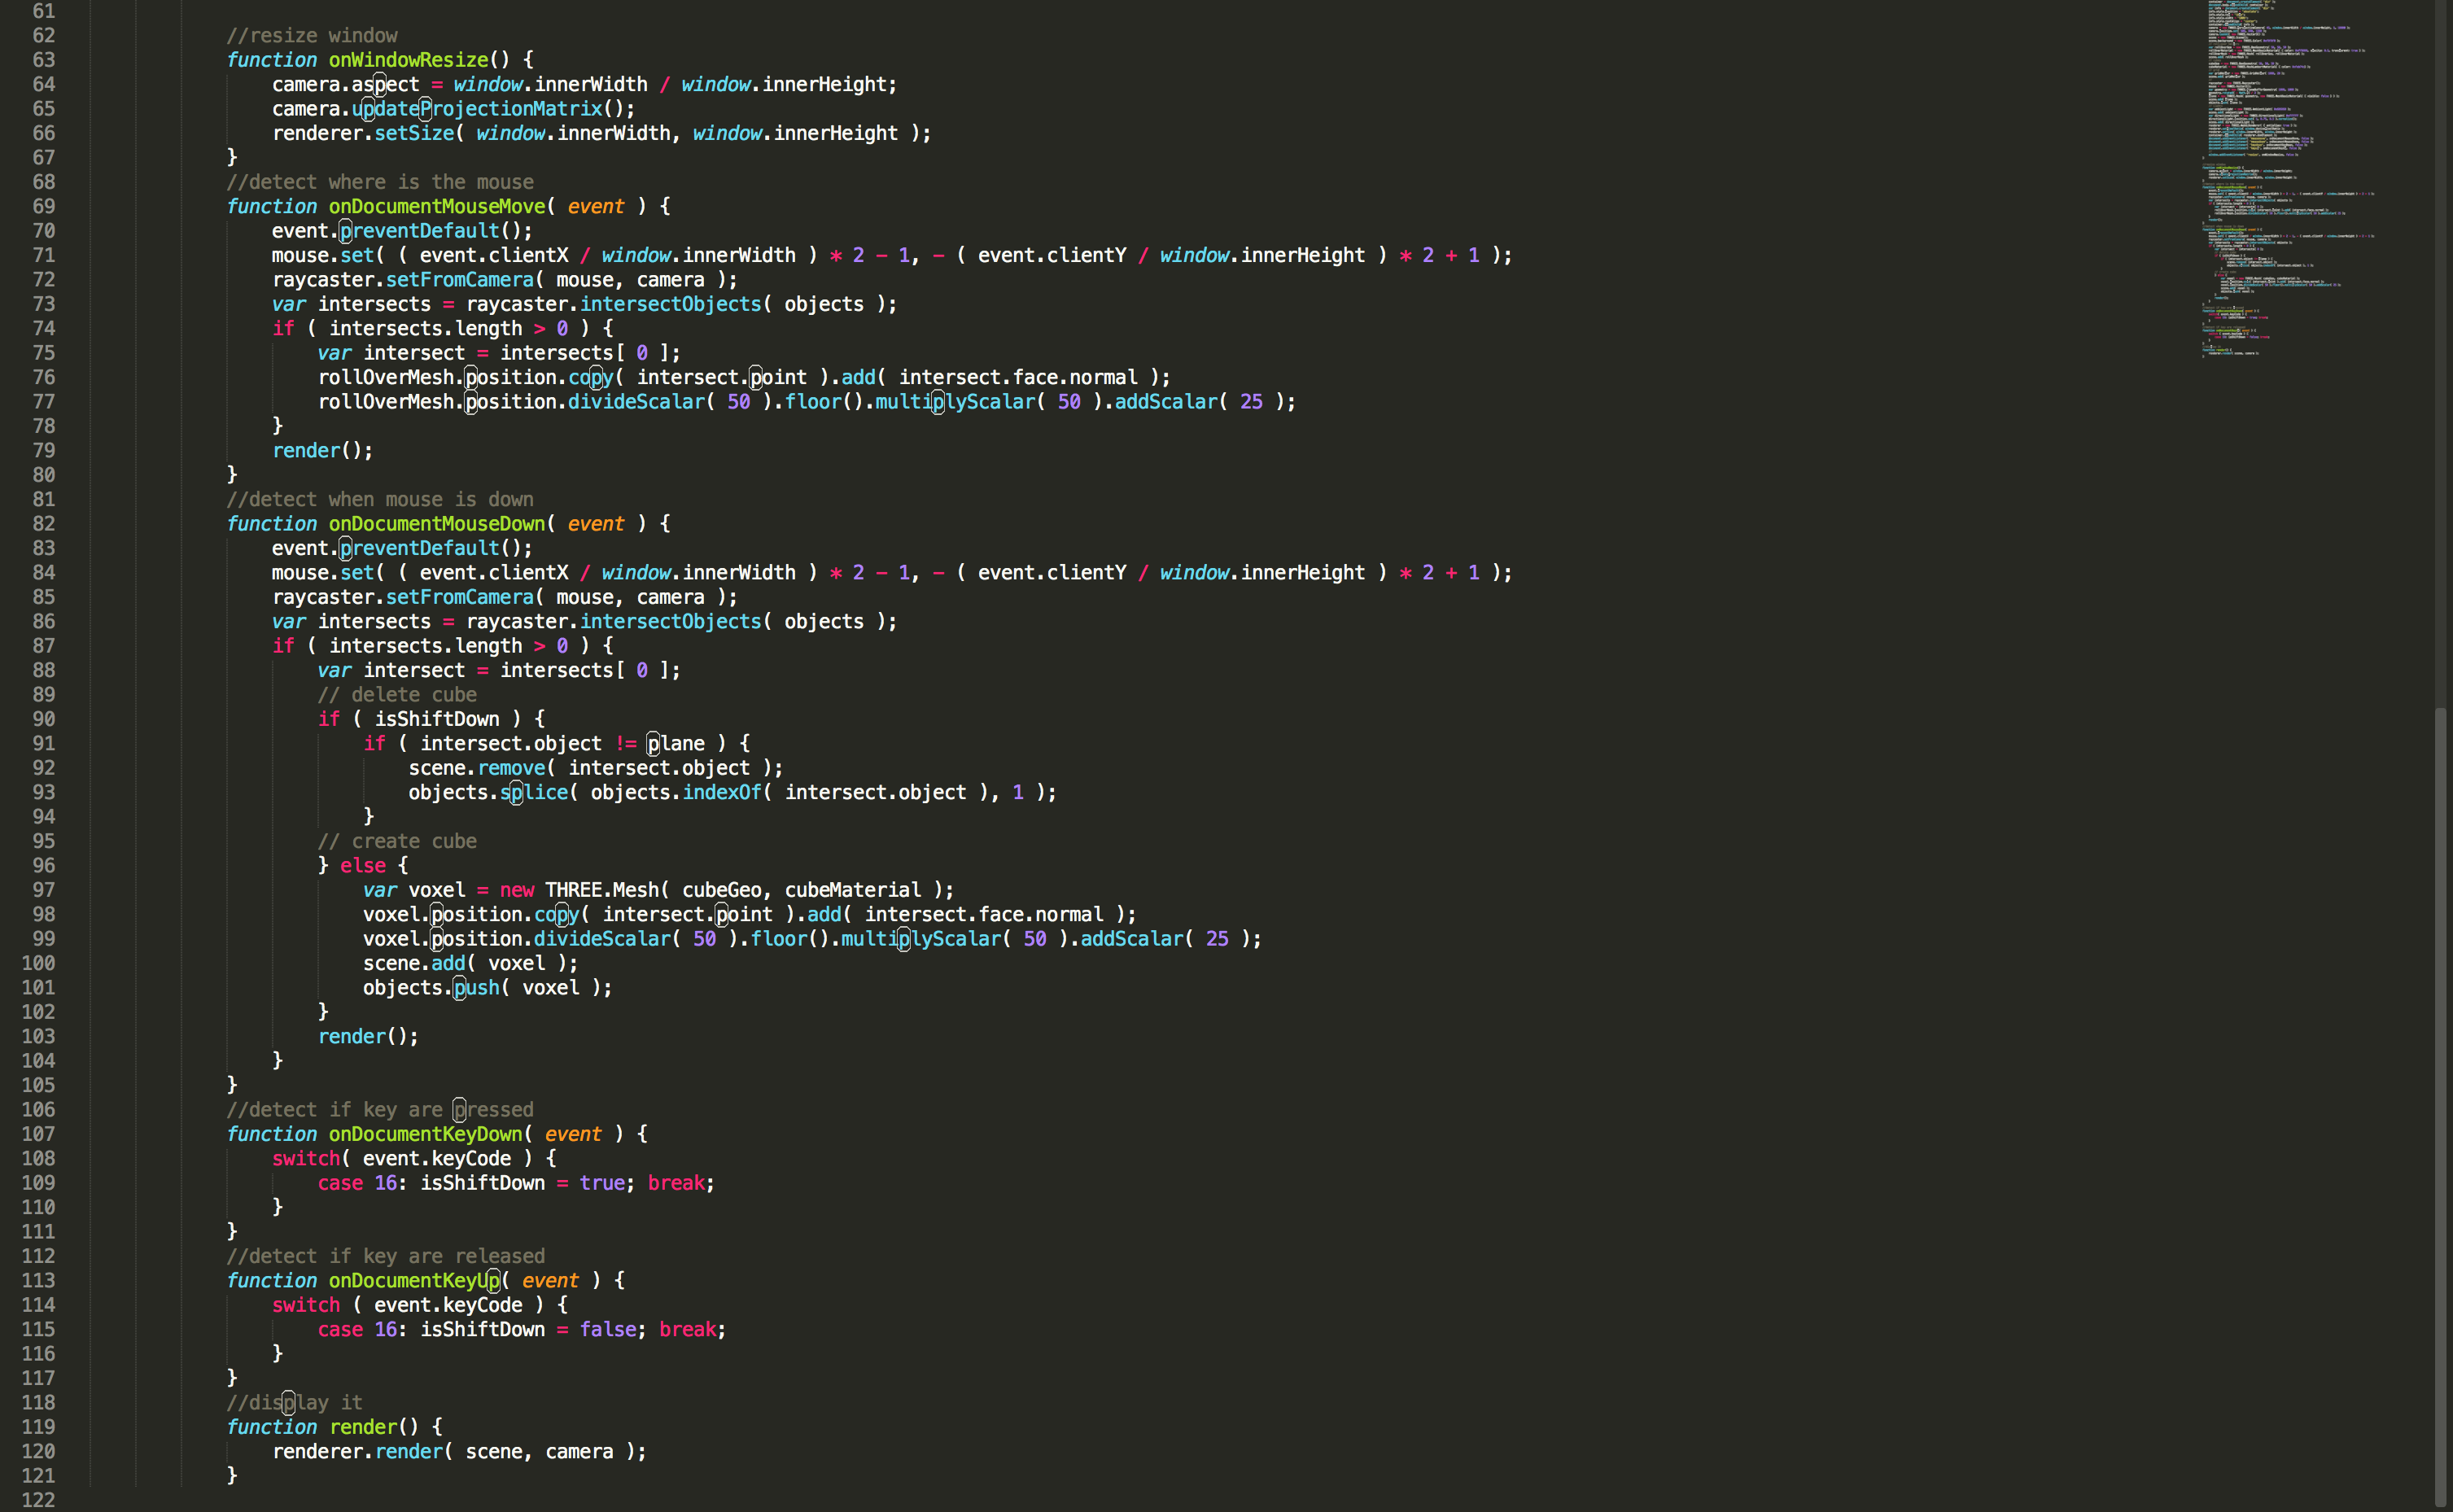 61
62 //resize window
63 function onWindowResize() {
64 camera.aspect = window.innerWidth / window.innerHeight;
65 camera.updateProjectionMatrix();
66 renderer.setSize( window.innerWidth, window.innerHeight );
67 }
68 //detect where is the mouse
69 function onDocumentMouseMove( event ) {
70 event.preventDefault();
71 mouse.set( ( event.clientX / window.innerWidth ) * 2 - 1, - ( event.clientY / window.innerHeight ) * 2 + 1 );
72 raycaster.setFromCamera( mouse, camera );
73 var intersects = raycaster.intersectObjects( objects );
74 if ( intersects.length > 0 ) {
75 var intersect = intersects[ 0 ];
76 rollOverMesh.position.copy( intersect.point ).add( intersect.face.normal );
77 rollOverMesh.position.divideScalar( 50 ).floor().multiplyScalar( 50 ).addScalar( 25 );
78 }
79 render();
80 }
81 //detect when mouse is down
82 function onDocumentMouseDown( event ) {
83 event.preventDefault();
84 mouse.set( ( event.clientX / window.innerWidth ) * 2 - 1, - ( event.clientY / window.innerHeight ) * 2 + 1 );
85 raycaster.setFromCamera( mouse, camera );
86 var intersects = raycaster.intersectObjects( objects );
87 if ( intersects.length > 0 ) {
88 var intersect = intersects[ 0 ];
89 // delete cube
90 if ( isShiftDown ) {
91 if ( intersect.object != plane ) {
92 scene.remove( intersect.object );
93 objects.splice( objects.indexOf( intersect.object ), 1 );
94 }
95 // create cube
96 } else {
97 var voxel = new THREE.Mesh( cubeGeo, cubeMaterial );
98 voxel.position.copy( intersect.point ).add( intersect.face.normal );
99 voxel.position.divideScalar( 50 ).floor().multiplyScalar( 50 ).addScalar( 25 );
100 scene.add( voxel );
101 objects.push( voxel );
102 }
103 render();
104 }
105 }
106 //detect if key are pressed
107 function onDocumentKeyDown( event ) {
108 switch( event.keyCode ) {
109 case 16: isShiftDown = true; break;
110 }
111 }
112 //detect if key are released
113 function onDocumentKeyUp( event ) {
114 switch ( event.keyCode ) {
115 case 16: isShiftDown = false; break;
116 }
117 }
118 //display it
119 function render() {
120 renderer.render( scene, camera );
121 }
122